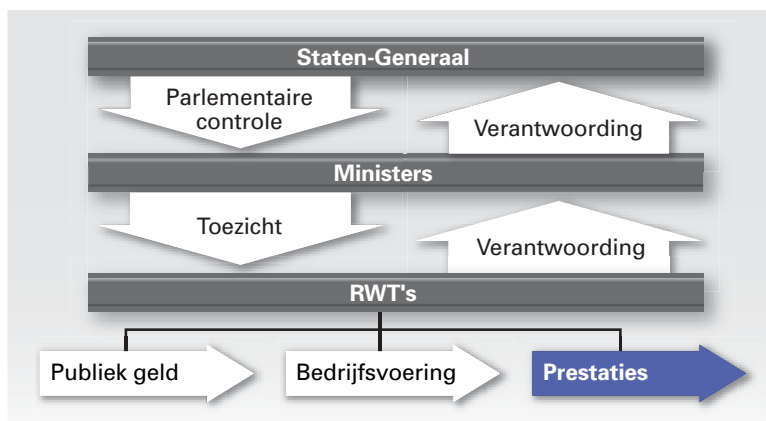 Staten-Generaal
Parlementaire
controle
Verantwoording
Ministers
Toezicht
Verantwoording
RWT's
Publiek geld
Bedrijfsvoering
Prestaties